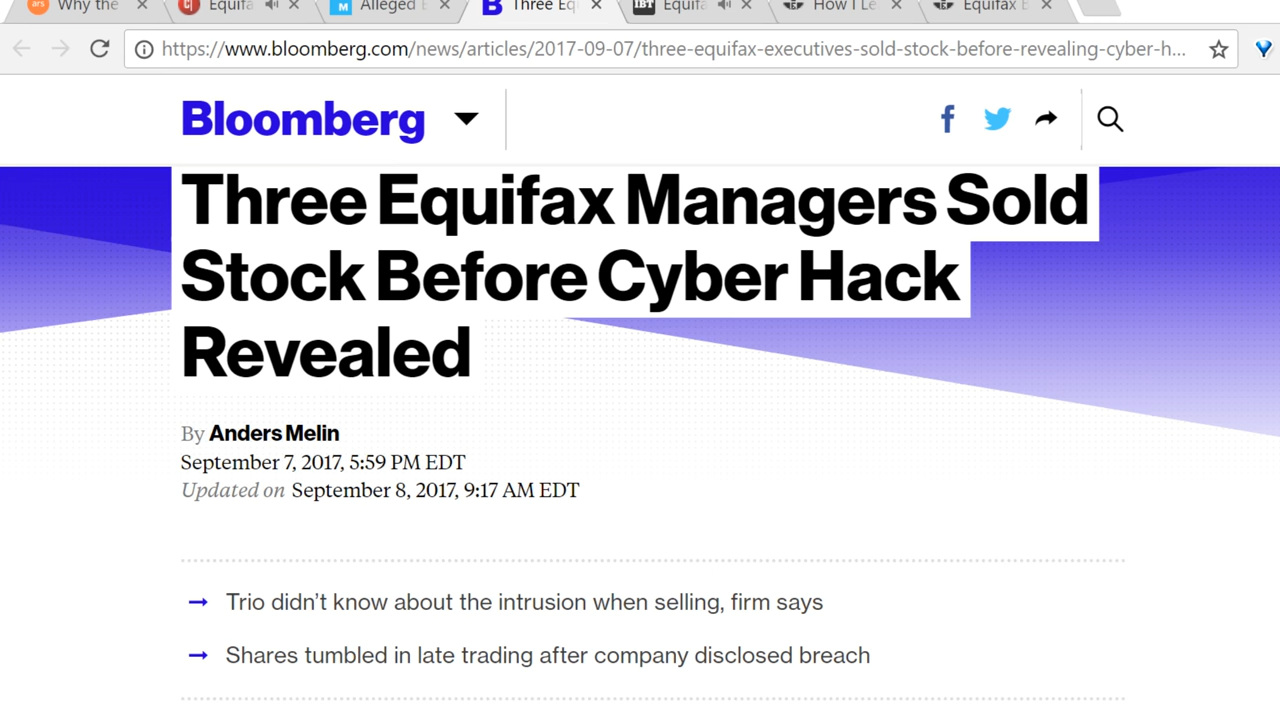 ars Why the
Equifa
Alleged E
B Three Eq
IBT Equifa
How I Le
Equifax E
https://www.bloomberg.com/news/articles/2017-09-07/three-equifax-executives-sold-stock-before-revealing-cyber-h...
Bloomberg
Three Equifax Managers Sold
Stock Before Cyber Hack
Revealed
By Anders Melin
September 7, 2017, 5:59 PM EDT
Updated on September 8, 2017, 9:17 AM EDT
Trio didn't know about the intrusion when selling, firm says
Shares tumbled in late trading after company disclosed breach